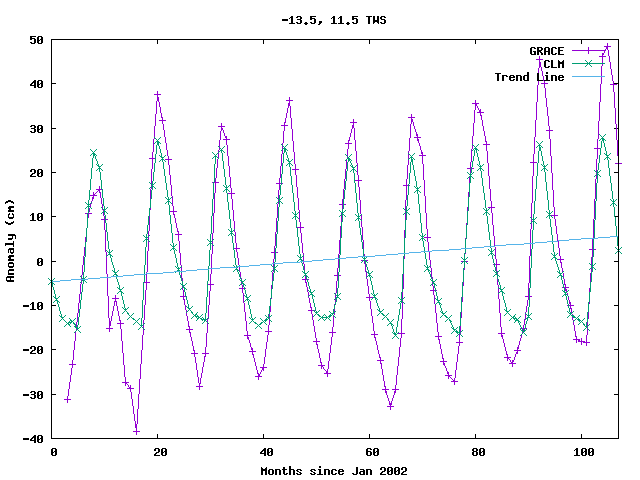 -13.5, 11.5 TWS
GRACE
CLM
Trend Line
50
40
30
20
10
0
-10
-20
-30
-40
Anomaly (cm)
0 20 40 60 80 100
Months since Jan 2002